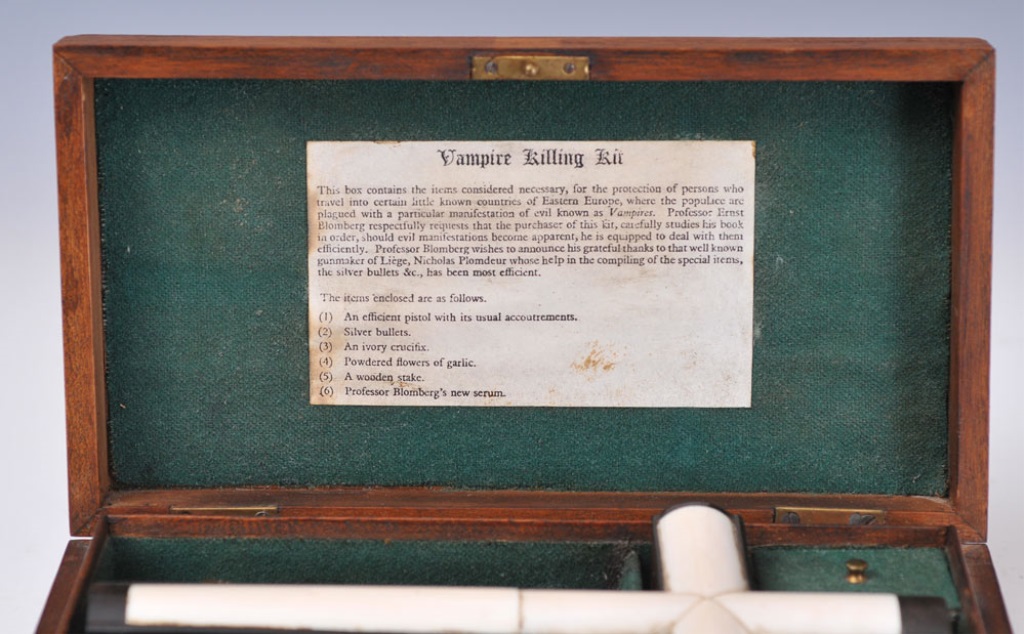 Vampire Killing Kit
This box contains the items considered necessary, for the protection of persons who
travel into certain little known countries of Eastern Europe, where the populace are
plagued with a particular manifestation of evil known as Vampires. Professor Ernst
Blomberg respectfully requests that the purchaser of this kit, carefully studies his book
in order, should evil manifestations become apparent, he is equipped to deal with them
efficiently. Professor Blomberg wishes to announce his grateful thanks to that well known
gunmaker of Liège, Nicholas Plomdeur whose help in the compiling of the special items,
the silver bullets &c., has been most efficient.
The items enclosed are as follows.
(1) An efficient pistol with its usual accoutrements.
(2) Silver bullets.
(3) An ivory crucifix.
(4) Powdered flowers of garlic.
(5) A wooden stake.
(6) Professor Blomberg's new serum.